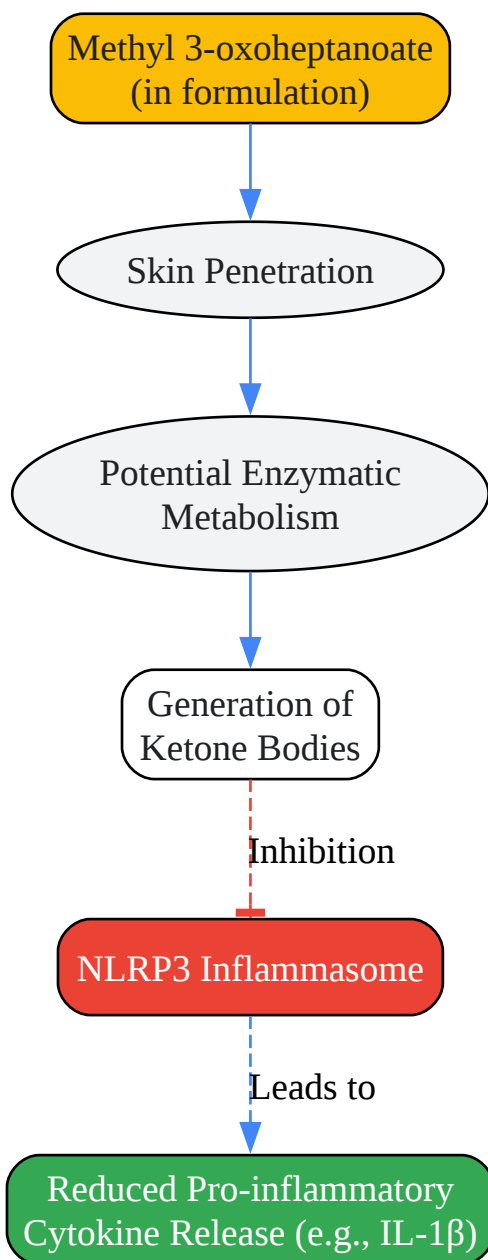 Methyl 3-oxoheptanoate
(in formulation)
Skin Penetration
Potential Enzymatic
Metabolism
Generation of
Ketone Bodies
Inhibition
NLRP3 Inflammasome
Leads to
Reduced Pro-inflammatory
Cytokine Release (e.g., IL-1β)